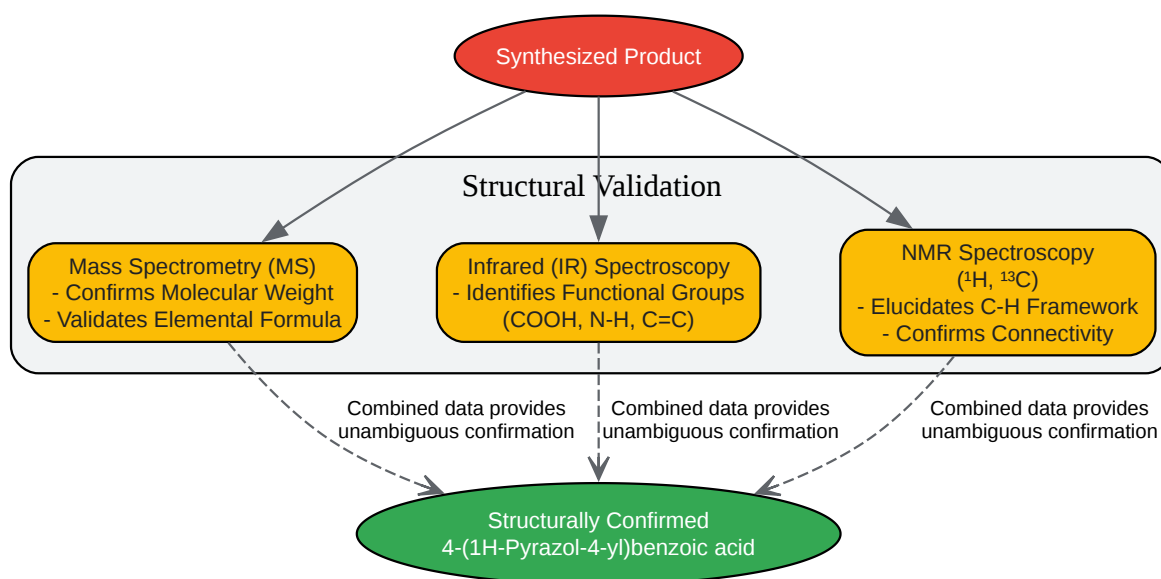 Synthesized Product
Structural Validation
Mass Spectrometry (MS)
- Confirms Molecular Weight
- Validates Elemental Formula
Infrared (IR) Spectroscopy
- Identifies Functional Groups
(COOH, N-H, C=C)
NMR Spectroscopy
(¹H, ¹³C)
- Elucidates C-H Framework
- Confirms Connectivity
Combined data provides
unambiguous confirmation
Combined data provides
unambiguous confirmation
Combined data provides
unambiguous confirmation
Structurally Confirmed
4-(1H-Pyrazol-4-yl)benzoic acid